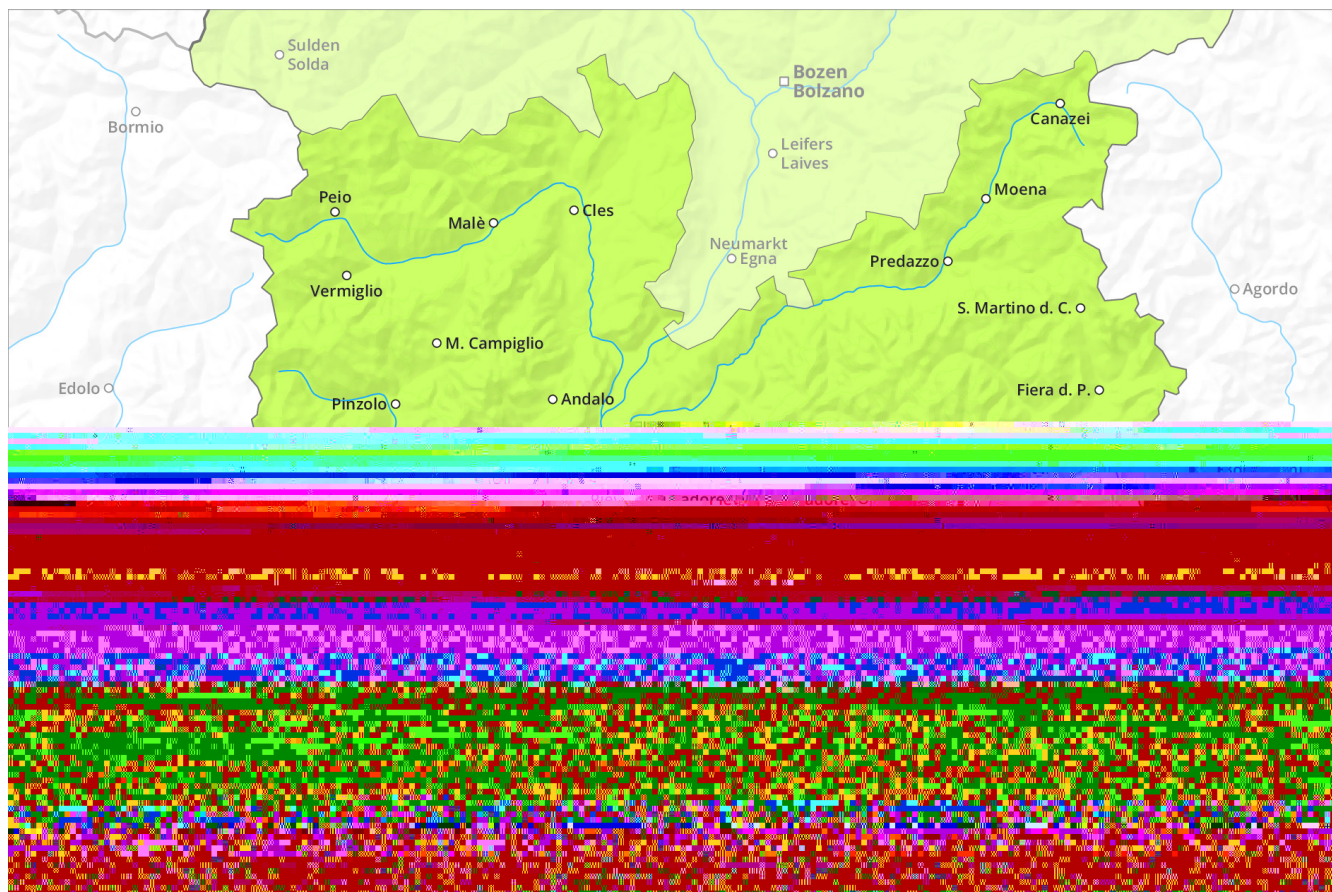 Sulden
Solda
Bozen
Bolzano
Bormio
Canazei
Leifers
Laives
Peio
Moena
Malè
Cles
Neumarkt
Egna
Predazzo
Vermiglio
Agordo
S. Martino d. C.
M. Campiglio
Edolo
Fiera d. P.
Andalo
Pinzolo